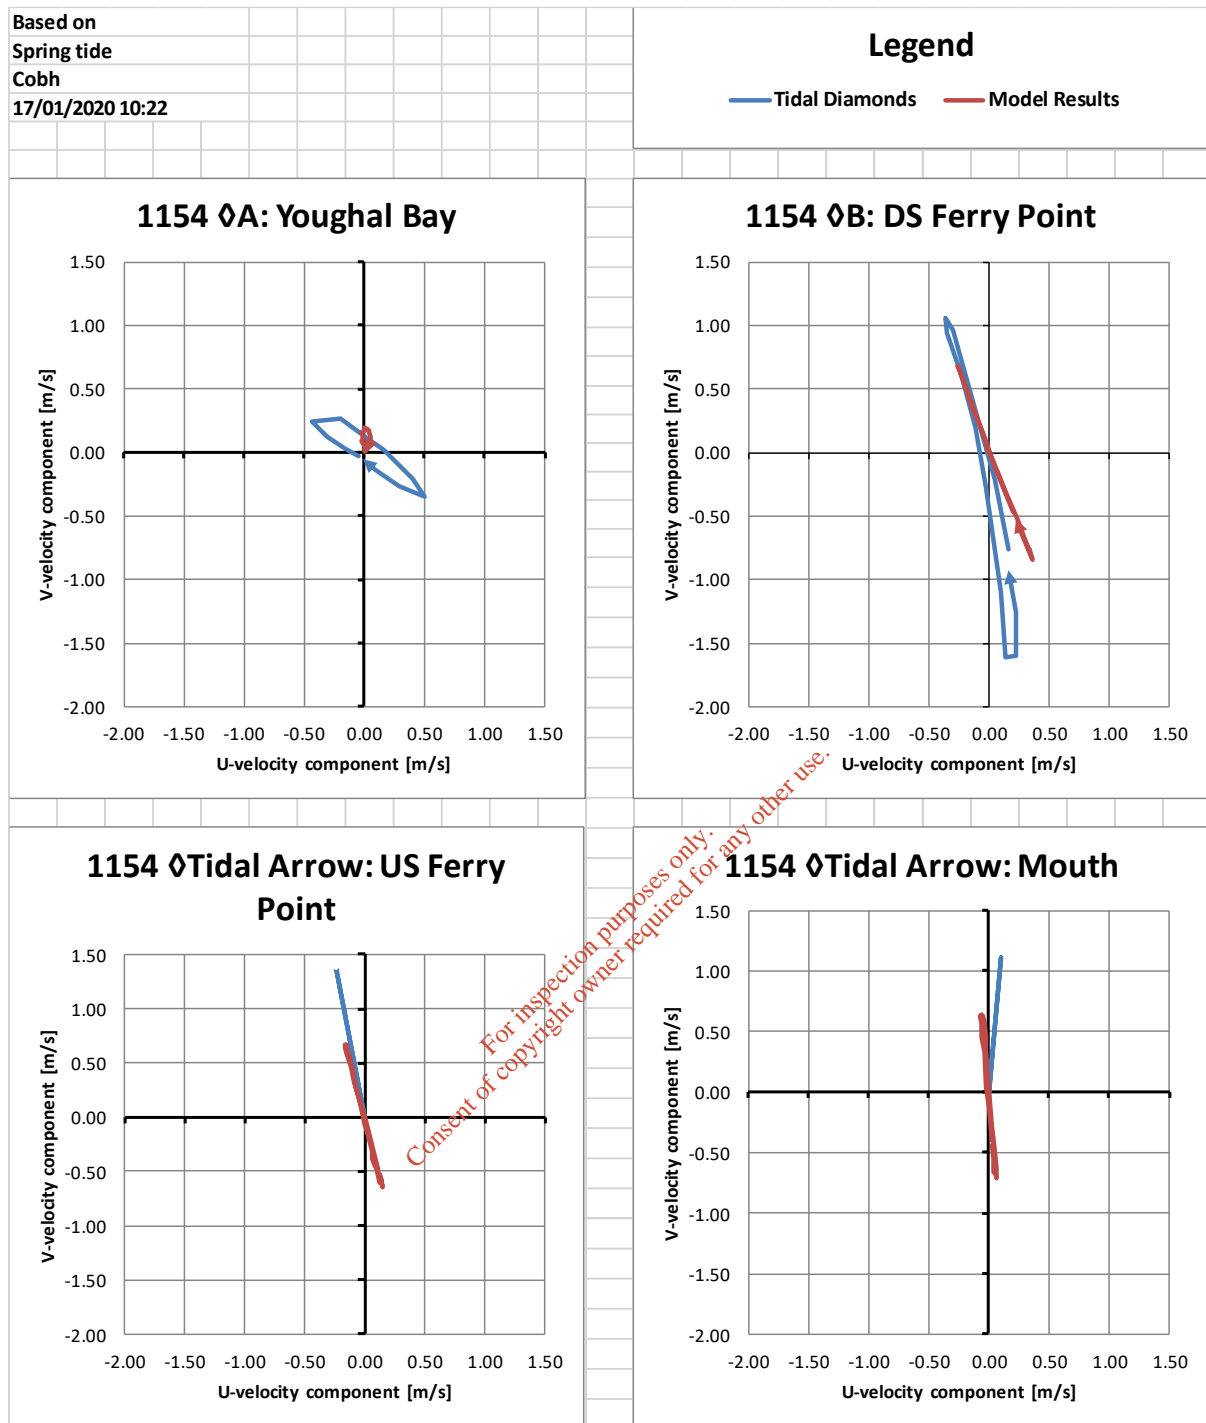 Based on
Spring tide
Cobh
17/01/2020 10:22
Legend
Tidal Diamonds
Model Results
1154 ◊A: Youghal Bay
1.50
1.00
0.50
0.00
-0.50
-1.00
-1.50
-2.00
-2.00 -1.50 -1.00 -0.50 0.00 0.50 1.00 1.50
V-velocity component [m/s]
U-velocity component [m/s]
1154 ◊B: DS Ferry Point
1.50
1.00
0.50
0.00
-0.50
-1.00
-1.50
-2.00
-2.00 -1.50 -1.00 -0.50 0.00 0.50 1.00 1.50
V-velocity component [m/s]
U-velocity component [m/s]
1154 ◊Tidal Arrow: US Ferry
Point
1.50
1.00
0.50
0.00
-0.50
-1.00
-1.50
-2.00
-2.00 -1.50 -1.00 -0.50 0.00 0.50 1.00 1.50
V-velocity component [m/s]
U-velocity component [m/s]
1154 ◊Tidal Arrow: Mouth
1.50
1.00
0.50
0.00
-0.50
-1.00
-1.50
-2.00
-2.00 -1.50 -1.00 -0.50 0.00 0.50 1.00 1.50
V-velocity component [m/s]
U-velocity component [m/s]
For inspection purposes only.
Consent of copyright owner required for any other use.